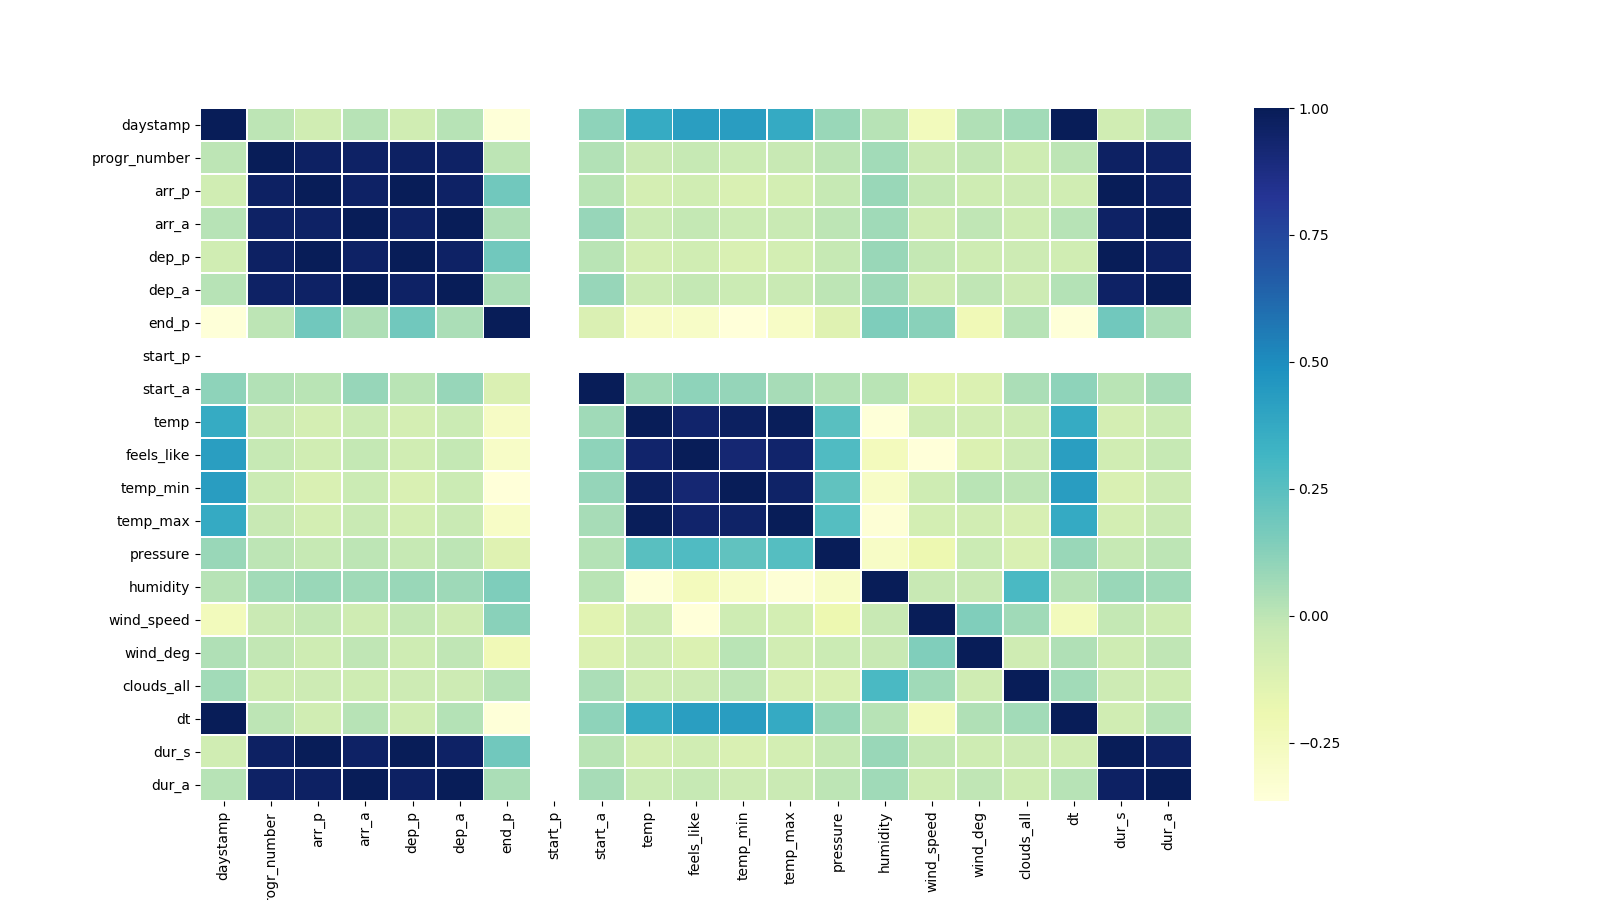 daystamp
progr_number
arr_p
arr_a
dep_p
dep_a
end_p
start_p
start_a
temp
feels_like
temp_min
temp_max
pressure
humidity
wind_speed
wind_deg
clouds_all
dt
dur_s
dur_a
daystamp
rogr_number
arr_p
arr_a
dep_p
dep_a
end_p
start_p
start_a
temp
feels_like
temp_min
temp_max
pressure
humidity
wind_speed
wind_deg
clouds_all
dt
dur_s
dur_a
1.00
0.75
0.50
0.25
0.00
−0.25